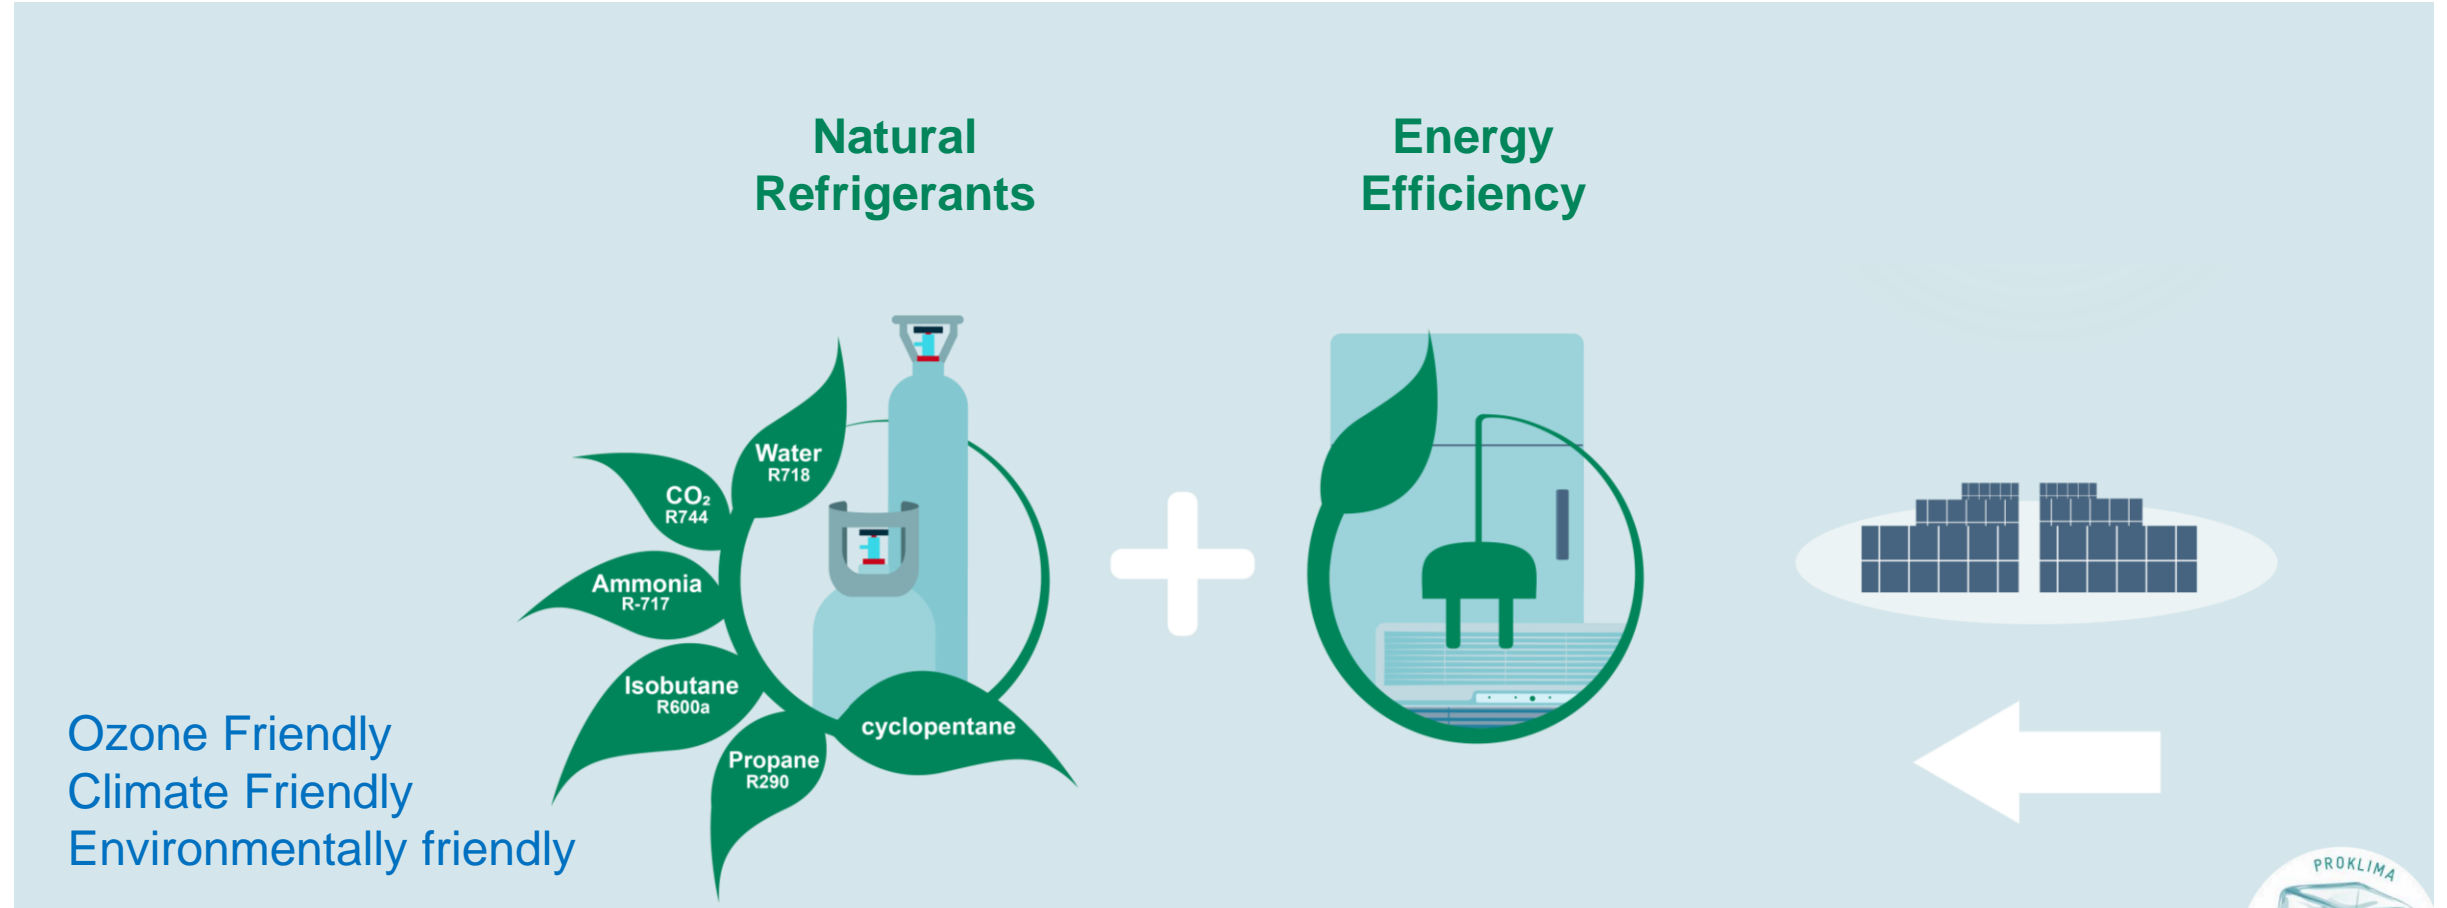 Natural
Refrigerants
Energy
Efficiency
Water
R718
CO₂
R744
Ammonia
R-717
Isobutane
R600a
Propane
R290
cyclopentane
Ozone Friendly
Climate Friendly
Environmentally friendly
PROKLIMA